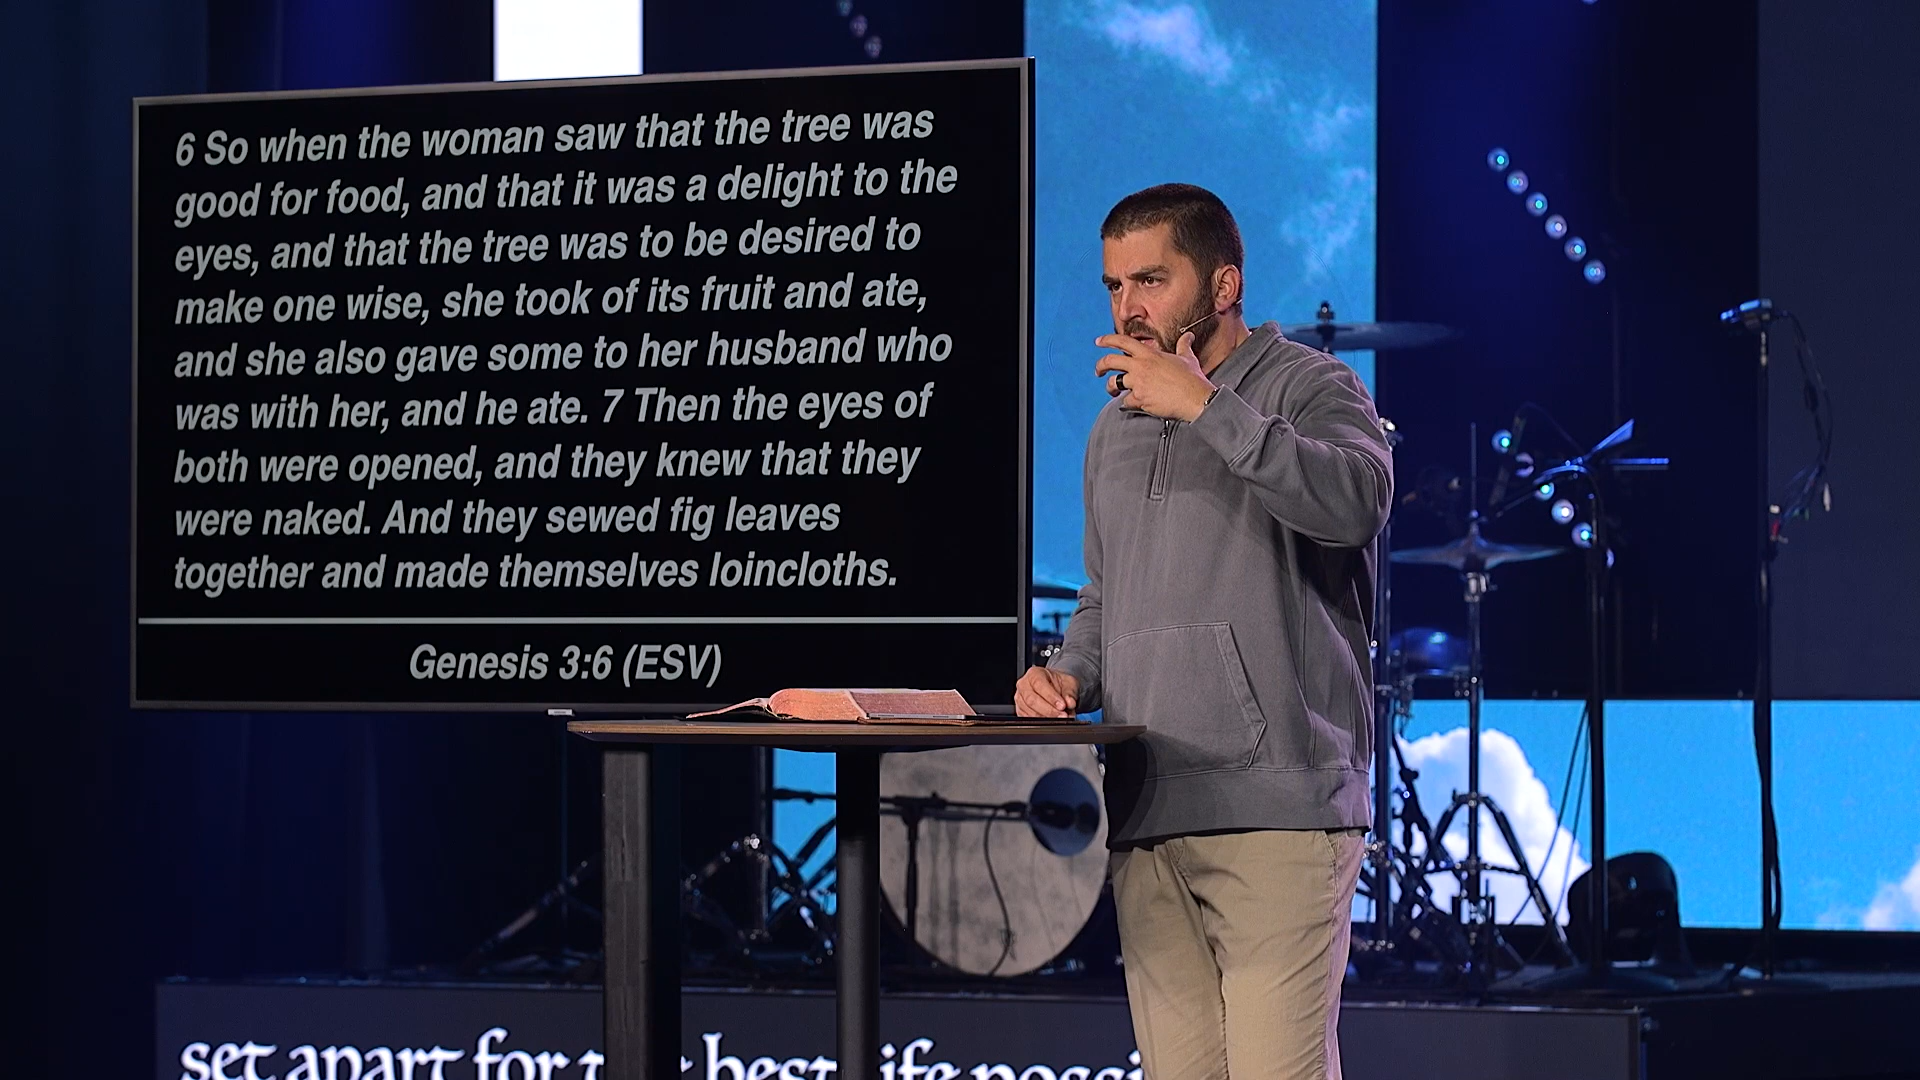 6 So when the woman saw that the tree was
good for food, and that it was a delight to the
eyes, and that the tree was to be desired to
make one wise, she took of its fruit and ate,
and she also gave some to her husband who
was with her, and he ate. 7 Then the eyes of
both were opened, and they knew that they
were naked. And they sewed fig leaves
together and made themselves loincloths.
Genesis 3:6 (ESV)
set apart for best